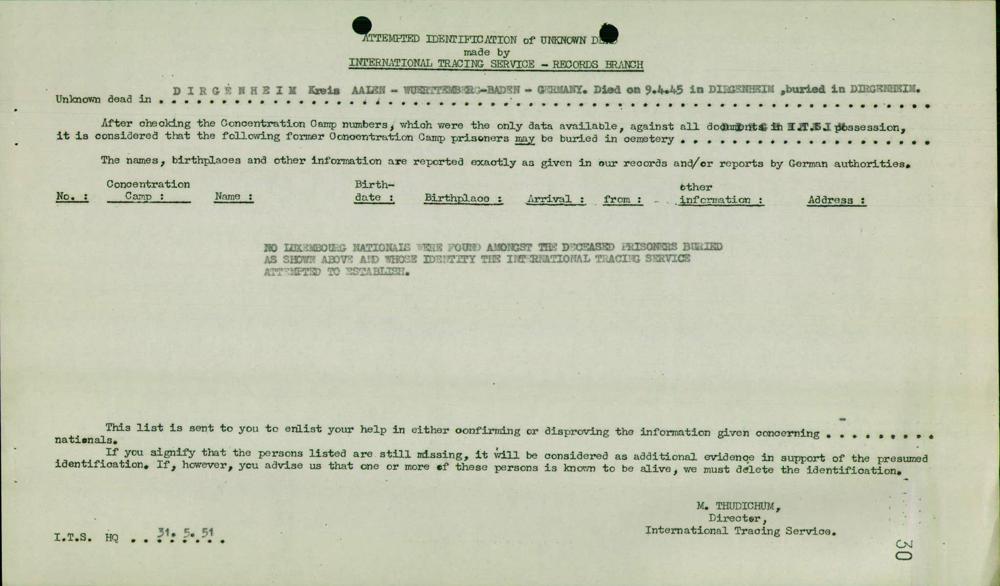 ATTEMPTED IDENTIFICATION of UNKNOWN DEAD
made by
INTERNATIONAL TRACING SERVICE - RECORDS BRANCH
Unknown dead in DIRGENHEIM Kreis AALEN - WUERTTEMBERG-BADEN - GERMANY. Died on 9.4.45 in DIRGENHEIM ,buried in DIRGENHEIM.
After checking the Concentration Camp numbers, which were the only data available, against all documents in I.T.S. possession,
it is considered that the following former Concentration Camp prisoners may be buried in cemetery . . . . . . . . . . . . . . . . . .
The names, birthplaces and other information are reported exactly as given in our records and/or reports by German authorities.
No. : Concentration Camp : Name : Birth-date : Birthplace : Arrival : from : other information : Address :
NO LUXEMBOURG NATIONALS WERE FOUND AMONGST THE DECEASED PRISONERS BURIED
AS SHOWN ABOVE AND WHOSE IDENTITY THE INTERNATIONAL TRACING SERVICE
ATTEMPTED TO ESTABLISH.
This list is sent to you to enlist your help in either confirming or disproving the information given concerning . . . . . . . . .
nationals.
If you signify that the persons listed are still missing, it will be considered as additional evidence in support of the presumed
identification. If, however, you advise us that one or more of these persons is known to be alive, we must delete the identification.
M. THUDICHUM,
Director,
International Tracing Service.
I.T.S. HQ . . 31. 5. 51 .
30